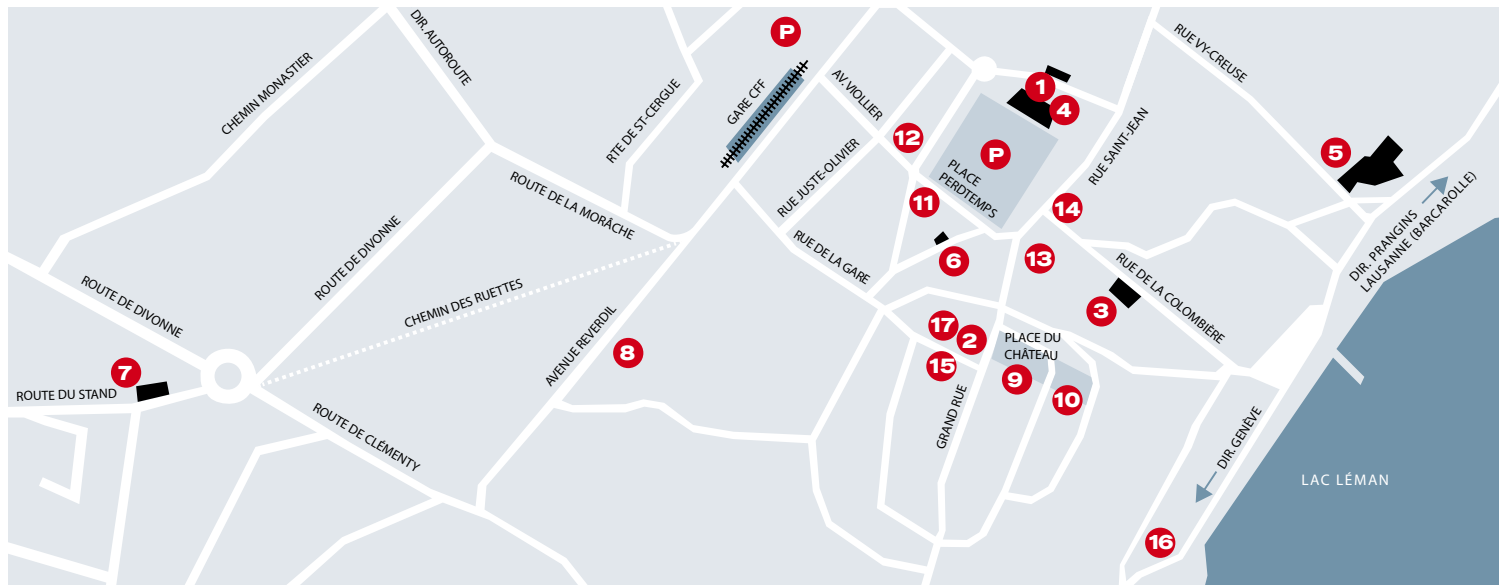 CHEMIN MONASTIER
DIR. AUTOROUTE
RTE DE ST-CERGUE
P
GARE CFF
AV. VIOLLIER
RUE JUSTE-OLIVIER
12
1
4
P
PLACE
PERDTEMPS
RUE SAINT-JEAN
RUE VY-CREUSE
5
DIR. PRANGINS
LAUSANNE (BARCAROLLE)
ROUTE DE LA MORÂCHE
ROUTE DE DIVONNE
ROUTE DE DIVONNE
CHEMIN DES RUETTES
11
14
6
13
RUE DE LA GARE
RUE DE LA COLOMBIÈRE
3
AVENUE REVERDIL
8
17
2
15
PLACE DU
CHÂTEAU
9
10
GRAND RUE
7
ROUTE DU STAND
ROUTE DE CLÉMENTY
DIR. GENÈVE
LAC LÉMAN
16